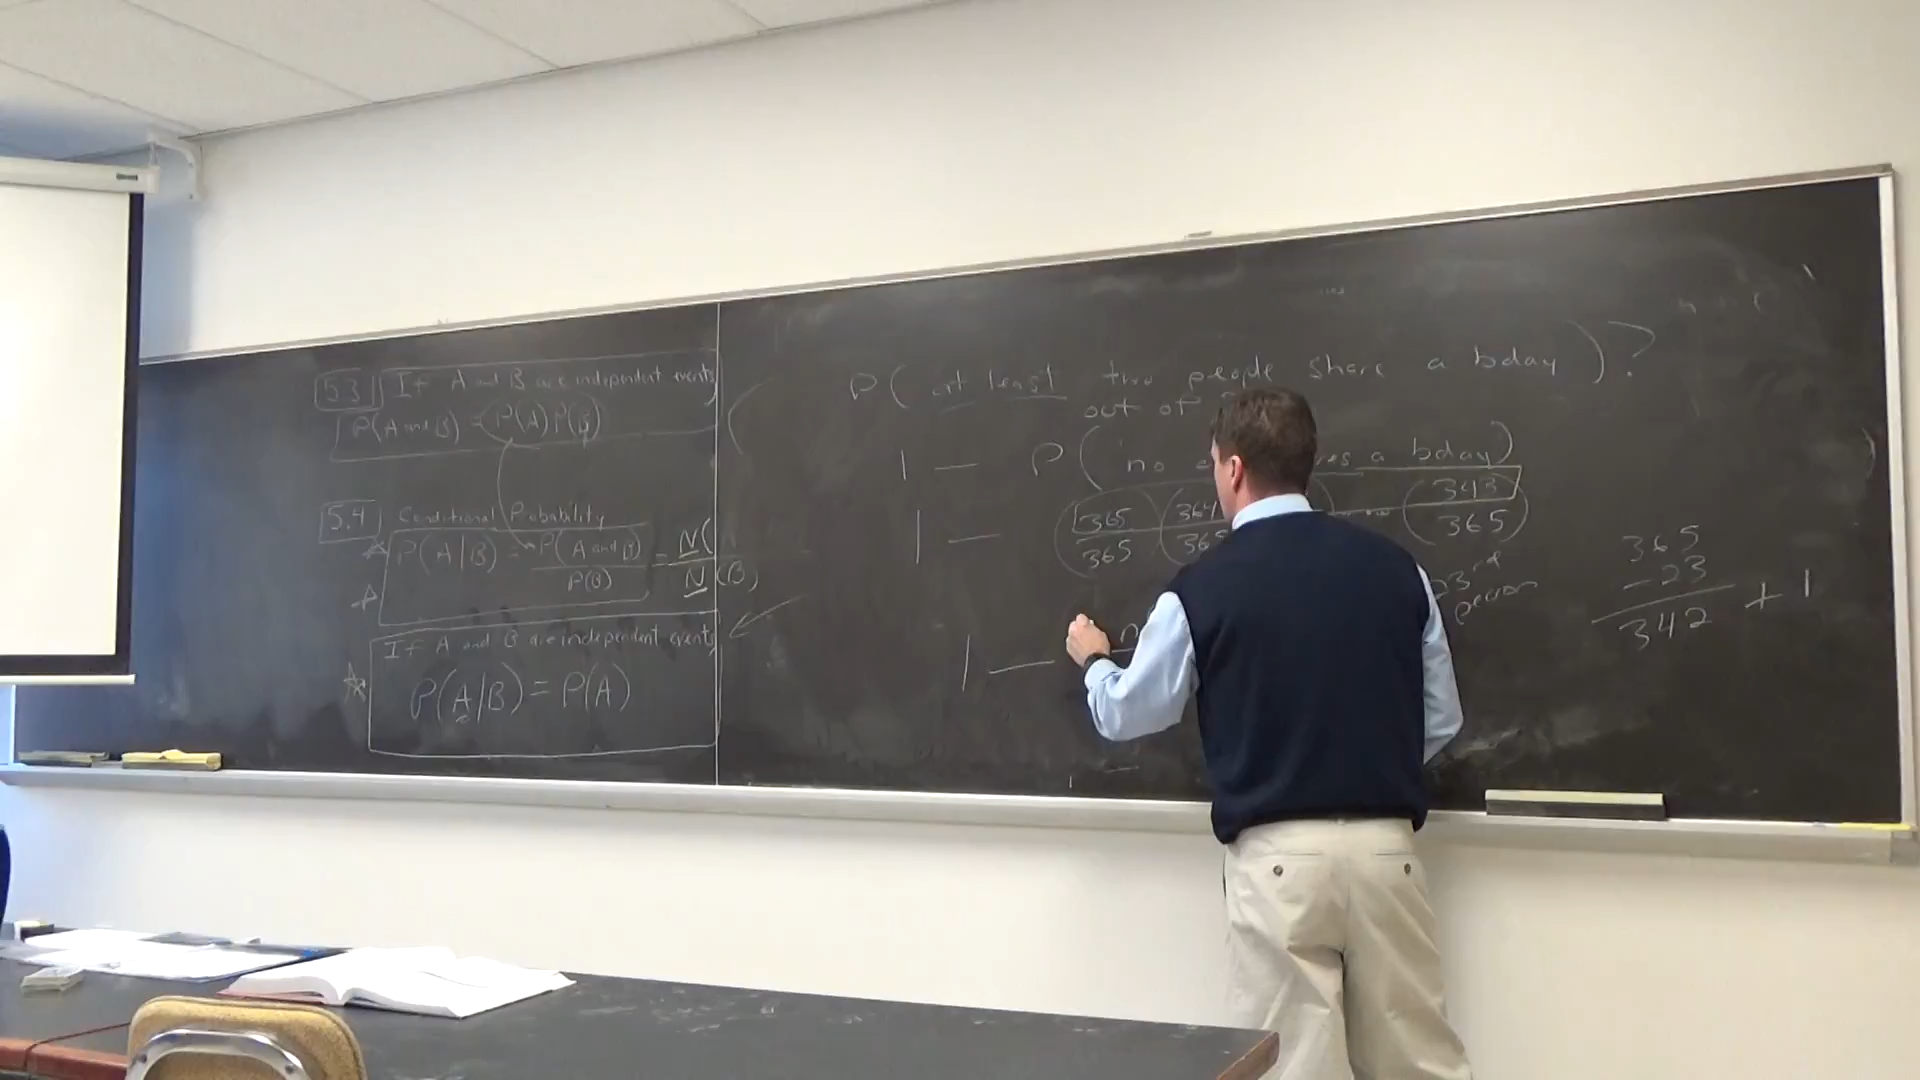 5.3 If A and B are independent events
P(A and B) = P(A) P(B)
5.4 Conditional Probability
P(A|B) = P(A and B) / P(B) = N( / N(B)
If A and B are independent events
P(A|B) = P(A)
P( at least two people share a bday )?
out of
1 — P( no a bday)
1 — 365/365 364/365 --- 343/365
23rd
person
1 —
365
-23
342 + 1